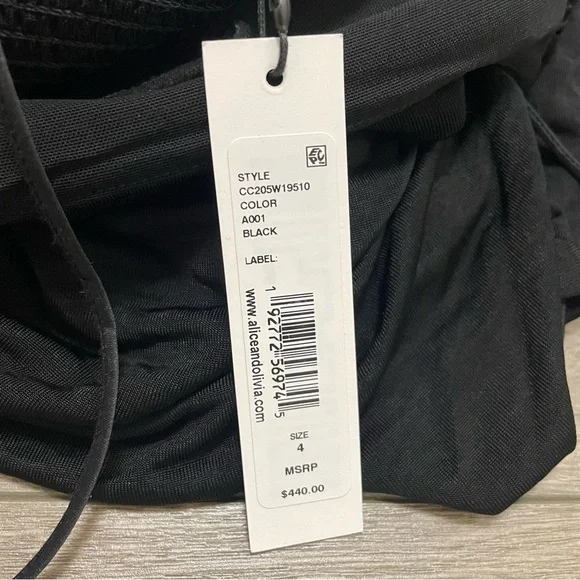 STYLE
CC205W19510
COLOR
A001
BLACK
LABEL:
1 92772 56974 5
www.aliceandolivia.com
SIZE
4
MSRP
$440.00